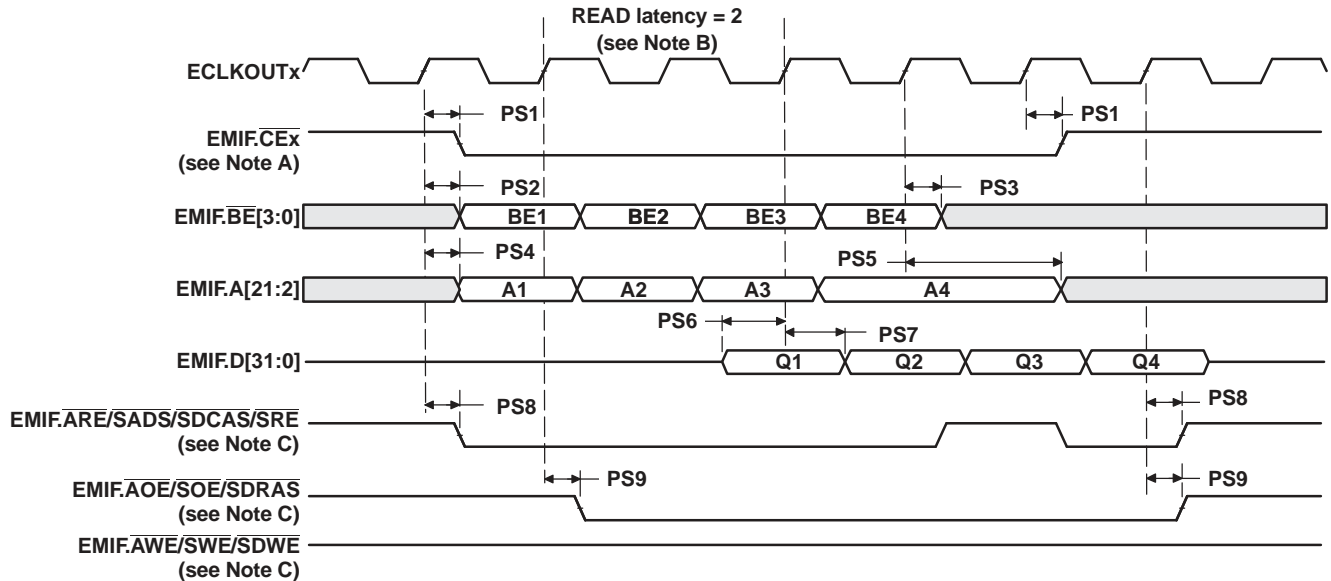 READ latency = 2
(see Note B)
ECLKOUTx
PS1
PS1
EMIF.CEx
(see Note A)
PS2
PS3
EMIF.BE[3:0]
BE1
BE2
BE3
BE4
PS4
PS5
EMIF.A[21:2]
A1
A2
A3
A4
PS6
PS7
EMIF.D[31:0]
Q1
Q2
Q3
Q4
PS8
PS8
EMIF.ARE/SADS/SDCAS/SRE
(see Note C)
PS9
PS9
EMIF.AOE/SOE/SDRAS
(see Note C)
EMIF.AWE/SWE/SDWE
(see Note C)